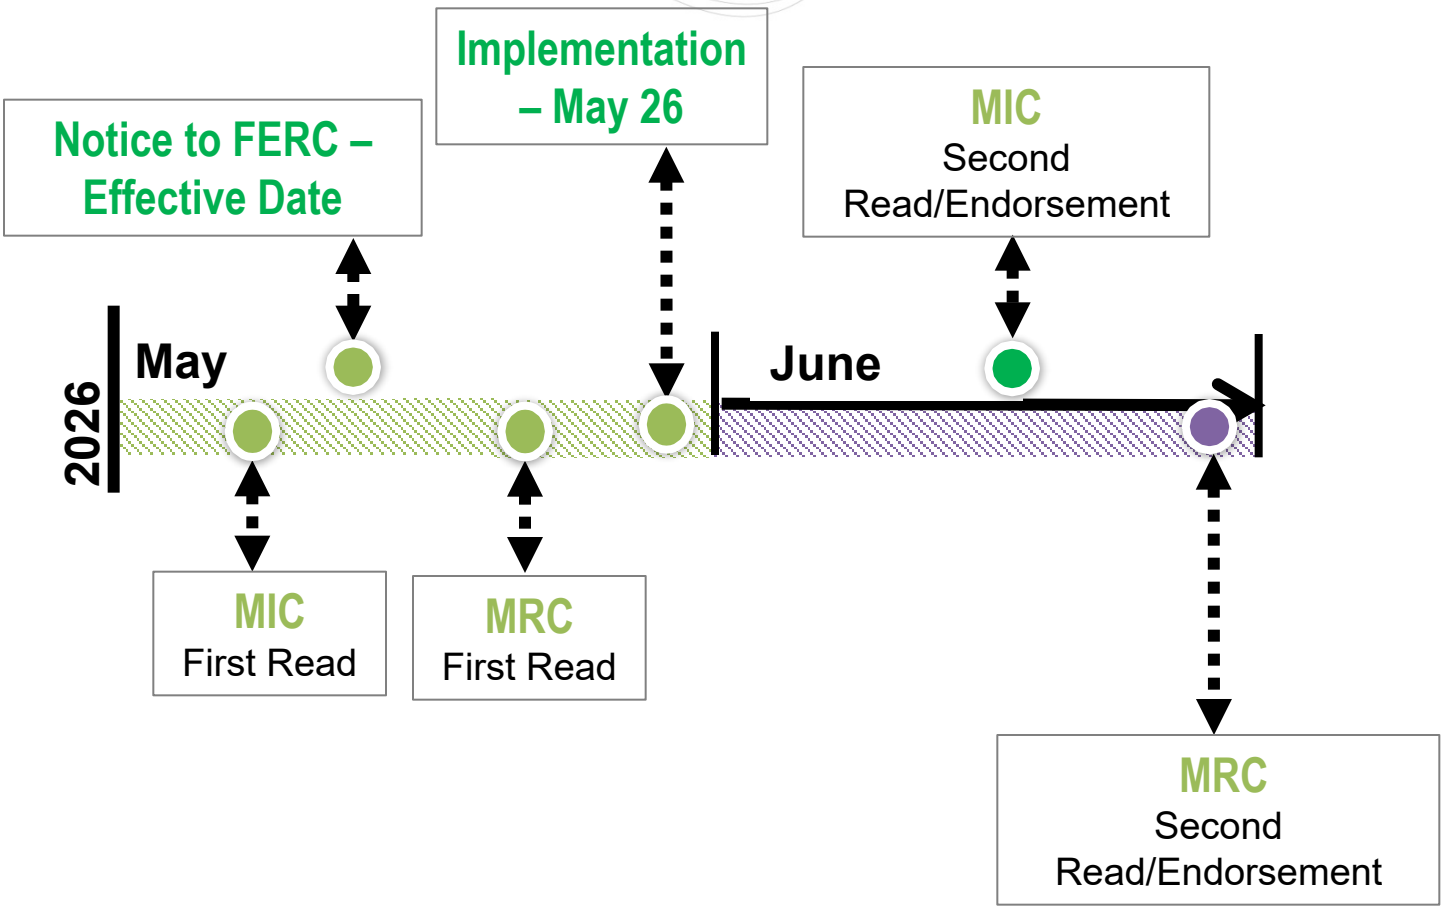 Implementation
– May 26
Notice to FERC –
Effective Date
MIC
Second
Read/Endorsement
2026
May
June
MIC
First Read
MRC
First Read
MRC
Second
Read/Endorsement